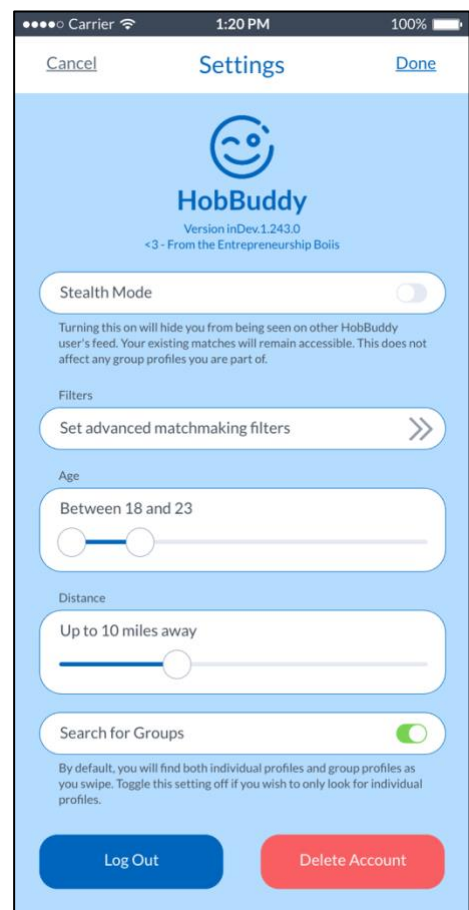 Carrier 1:20 PM 100%
Cancel Settings Done
HobBuddy
Version inDev.1.243.0
<3 - From the Entrepreneurship Boiis
Stealth Mode
Turning this on will hide you from being seen on other HobBuddy
user's feed. Your existing matches will remain accessible. This does not
affect any group profiles you are part of.
Filters
Set advanced matchmaking filters
Age
Between 18 and 23
Distance
Up to 10 miles away
Search for Groups
By default, you will find both individual profiles and group profiles as
you swipe. Toggle this setting off if you wish to only look for individual
profiles.
Log Out Delete Account